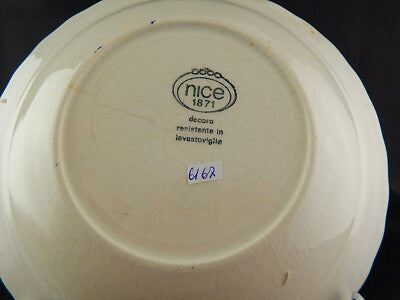 nice
1871
decoro
resistente in
lavastoviglie
6162